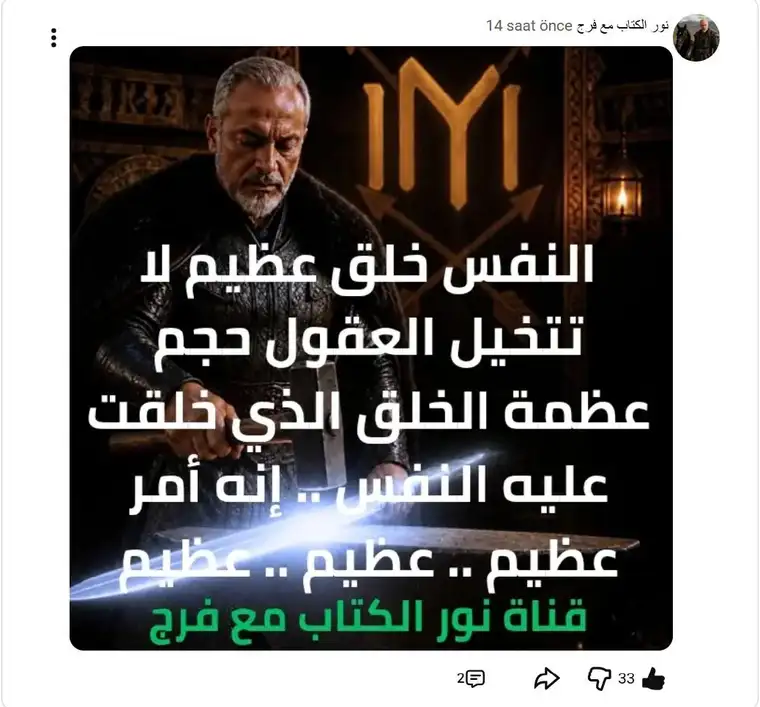 نور الكتاب مع فرج 14 saat önce
النفس خلق عظيم لا
تتخيل العقول حجم
عظمة الخلق الذي خلقت
عليه النفس .. إنه أمر
عظيم .. عظيم .. عظيم
قناة نور الكتاب مع فرج
33 2